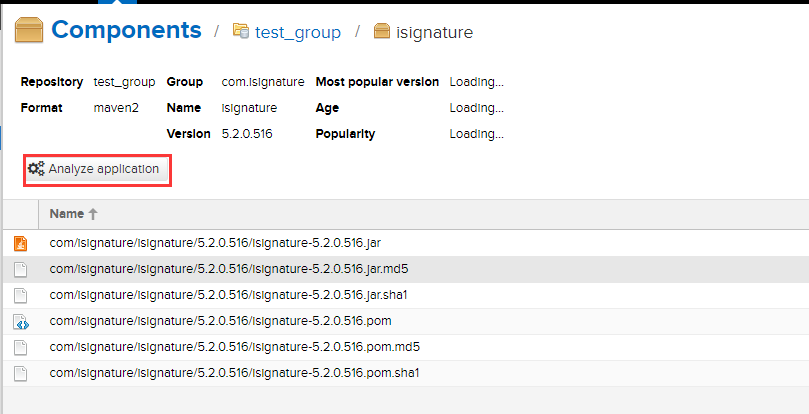 Components / test_group / isignature
Repository test_group Group com.isignature Most popular version Loading...
Format maven2 Name isignature Age Loading...
Version 5.2.0.516 Popularity Loading...
Analyze application
Name
com/isignature/isignature/5.2.0.516/isignature-5.2.0.516.jar
com/isignature/isignature/5.2.0.516/isignature-5.2.0.516.jar.md5
com/isignature/isignature/5.2.0.516/isignature-5.2.0.516.jar.sha1
com/isignature/isignature/5.2.0.516/isignature-5.2.0.516.pom
com/isignature/isignature/5.2.0.516/isignature-5.2.0.516.pom.md5
com/isignature/isignature/5.2.0.516/isignature-5.2.0.516.pom.sha1